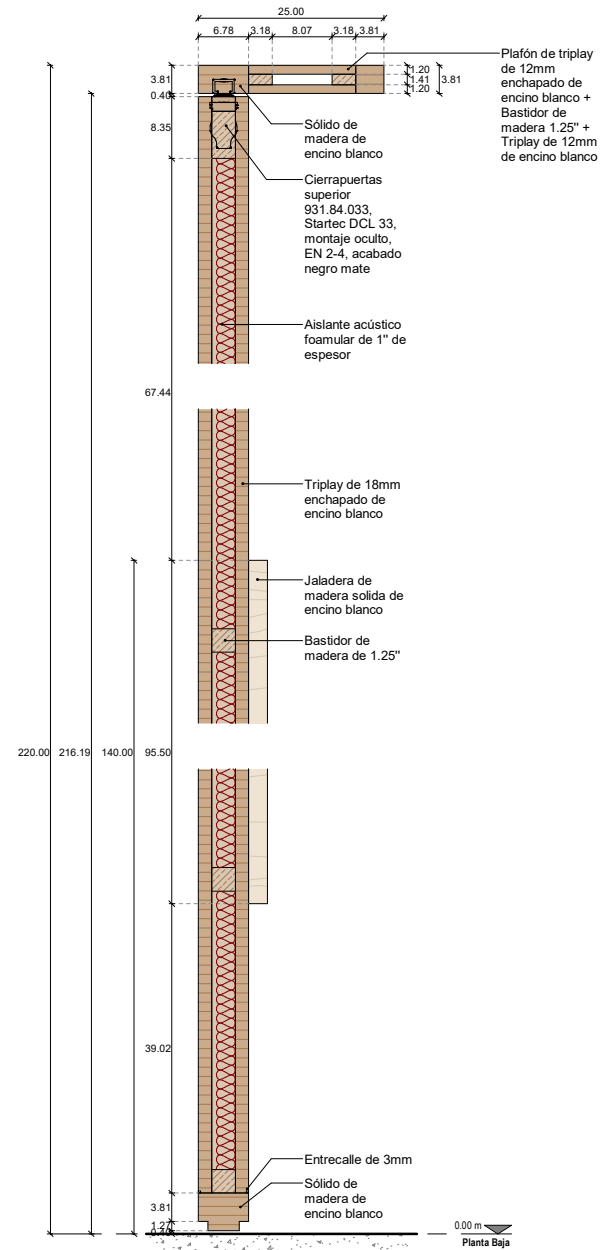 25.00
6.78 3.18 8.07 3.18 3.81
3.81
0.40
8.35
1.20
1.41
1.20
3.81
Plafón de triplay
de 12mm
enchapado de
encino blanco +
Bastidor de
madera 1.25" +
Triplay de 12mm
de encino blanco
Sólido de
madera de
encino blanco
Cierrapuertas
superior
931.84.033,
Startec DCL 33,
montaje oculto,
EN 2-4, acabado
negro mate
Aislante acústico
foamular de 1" de
espesor
67.44
Triplay de 18mm
enchapado de
encino blanco
Jaladera de
madera solida de
encino blanco
Bastidor de
madera de 1.25"
220.00 216.19 140.00 95.50
39.02
Entrecalle de 3mm
Sólido de
madera de
encino blanco
3.81
1.27
0.40
0.00 m
Planta Baja